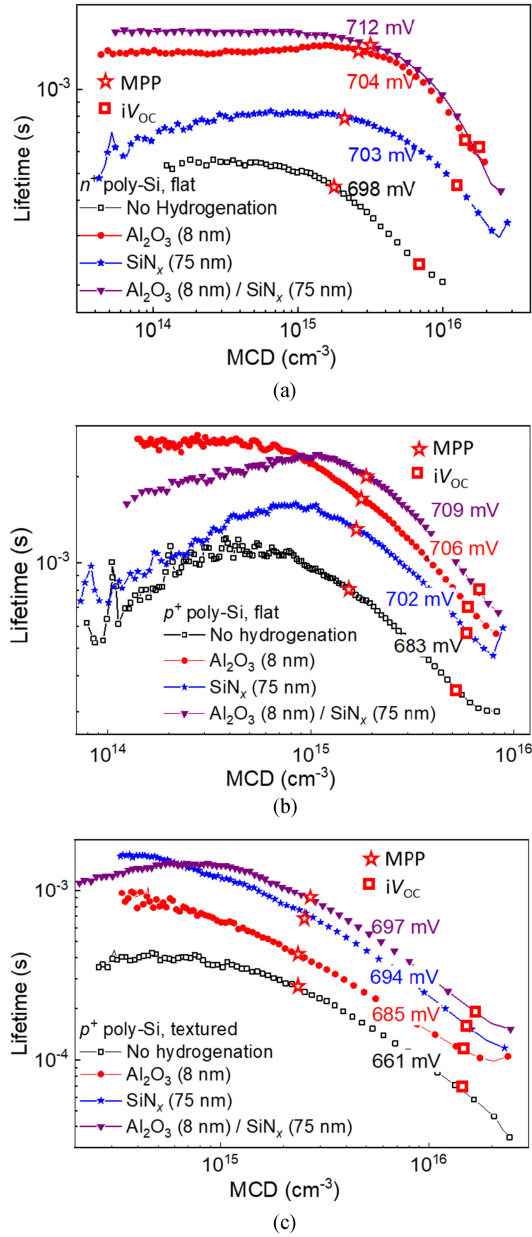 712 mV
10⁻³
MPP
704 mV
iV_OC
Lifetime (s)
703 mV
n⁺ poly-Si, flat
698 mV
No Hydrogenation
Al₂O₃ (8 nm)
SiNₓ (75 nm)
Al₂O₃ (8 nm) / SiNₓ (75 nm)
10¹⁴ 10¹⁵ 10¹⁶
MCD (cm⁻³)
(a)
MPP
iV_OC
709 mV
706 mV
10⁻³
Lifetime (s)
702 mV
p⁺ poly-Si, flat
No hydrogenation
683 mV
Al₂O₃ (8 nm)
SiNₓ (75 nm)
Al₂O₃ (8 nm) / SiNₓ (75 nm)
10¹⁴ 10¹⁵ 10¹⁶
MCD (cm⁻³)
(b)
MPP
iV_OC
10⁻³
697 mV
Lifetime (s)
694 mV
685 mV
p⁺ poly-Si, textured
No hydrogenation
661 mV
10⁻⁴
Al₂O₃ (8 nm)
SiNₓ (75 nm)
Al₂O₃ (8 nm) / SiNₓ (75 nm)
10¹⁵ 10¹⁶
MCD (cm⁻³)
(c)